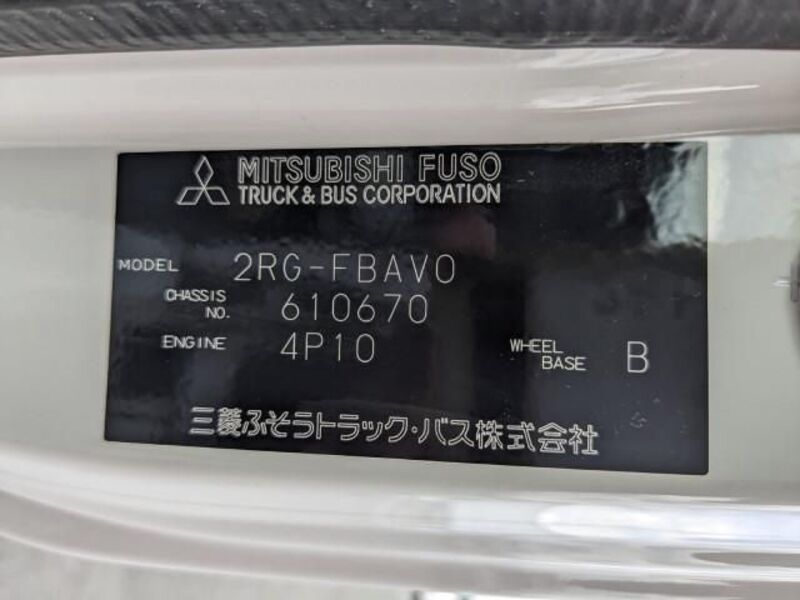 MITSUBISHI FUSO
TRUCK & BUS CORPORATION
MODEL 2RG-FBAV0
CHASSIS NO. 610670
ENGINE 4P10 WHEEL BASE B
三菱ふそうトラック・バス株式会社